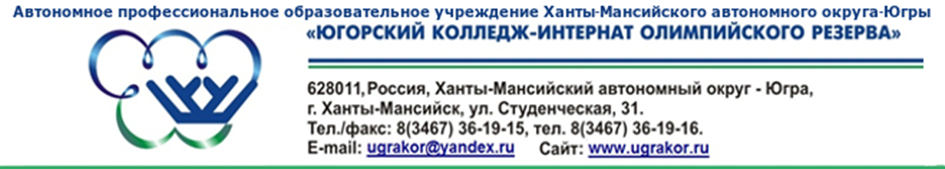 Автономное профессиональное образовательное учреждение Ханты-Мансийского автономного округа-Югры
«ЮГОРСКИЙ КОЛЛЕДЖ-ИНТЕРНАТ ОЛИМПИЙСКОГО РЕЗЕРВА»
628011,Россия, Ханты-Мансийский автономный округ - Югра,
г. Ханты-Мансийск, ул. Студенческая, 31.
Тел./факс: 8(3467) 36-19-15, тел. 8(3467) 36-19-16.
E-mail: ugrakor@yandex.ru Сайт: www.ugrakor.ru